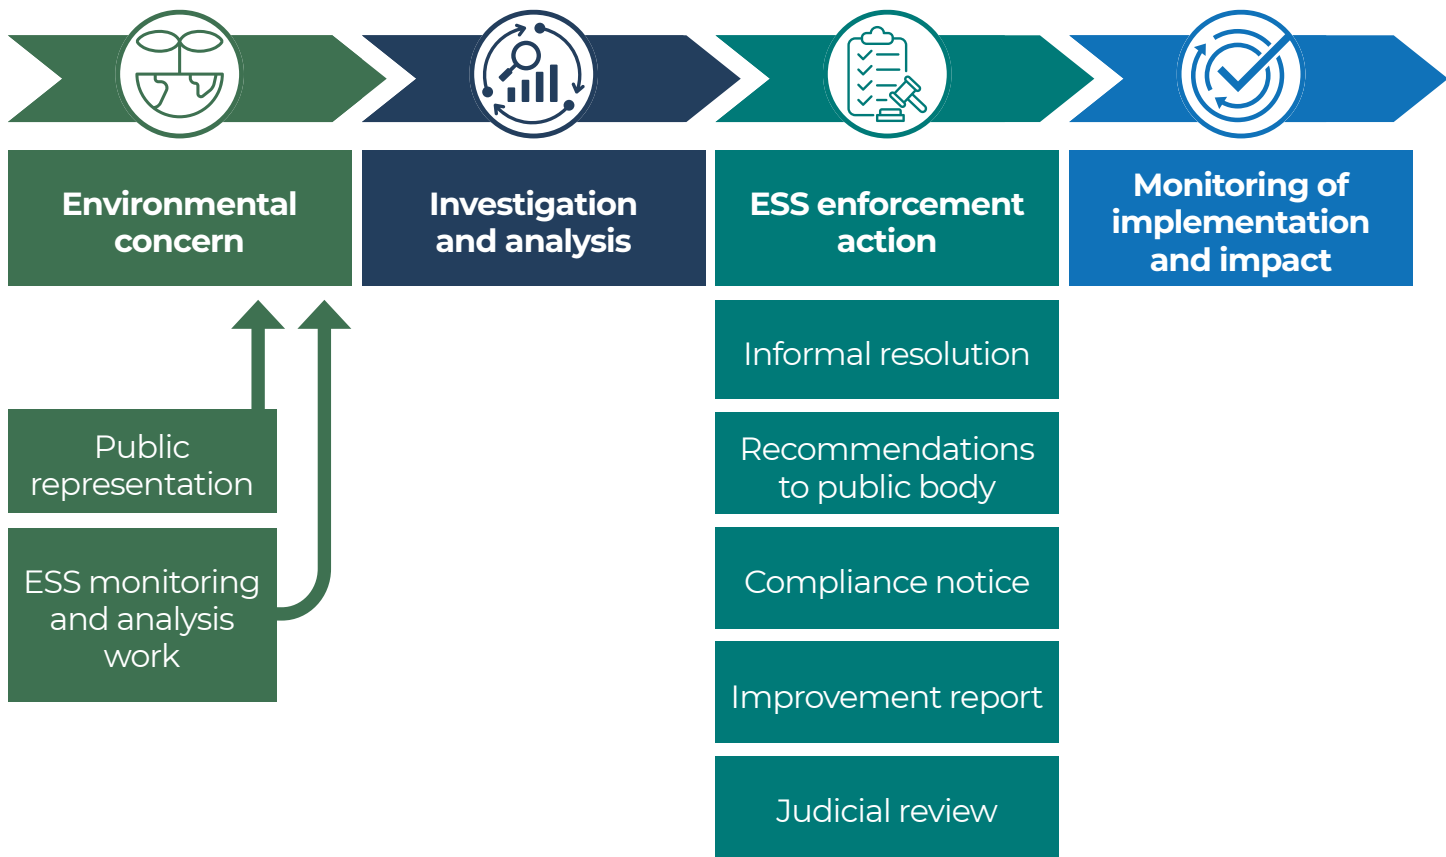 Environmental
concern
Investigation
and analysis
ESS enforcement
action
Monitoring of
implementation
and impact
Public
representation
ESS monitoring
and analysis
work
Informal resolution
Recommendations
to public body
Compliance notice
Improvement report
Judicial review